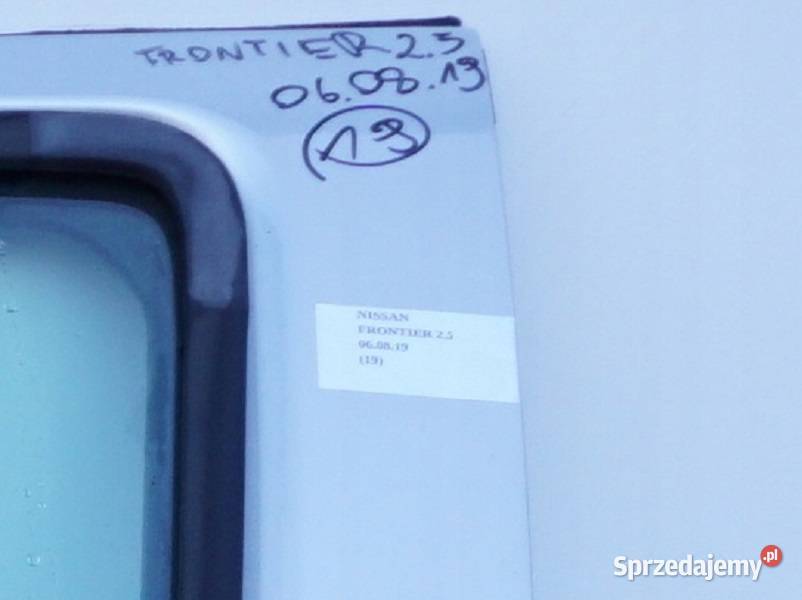 FRONTIER 2.5
06.08.19
19
NISSAN
FRONTIER 2.5
06.08.19
(19)
Sprzedajemy.pl